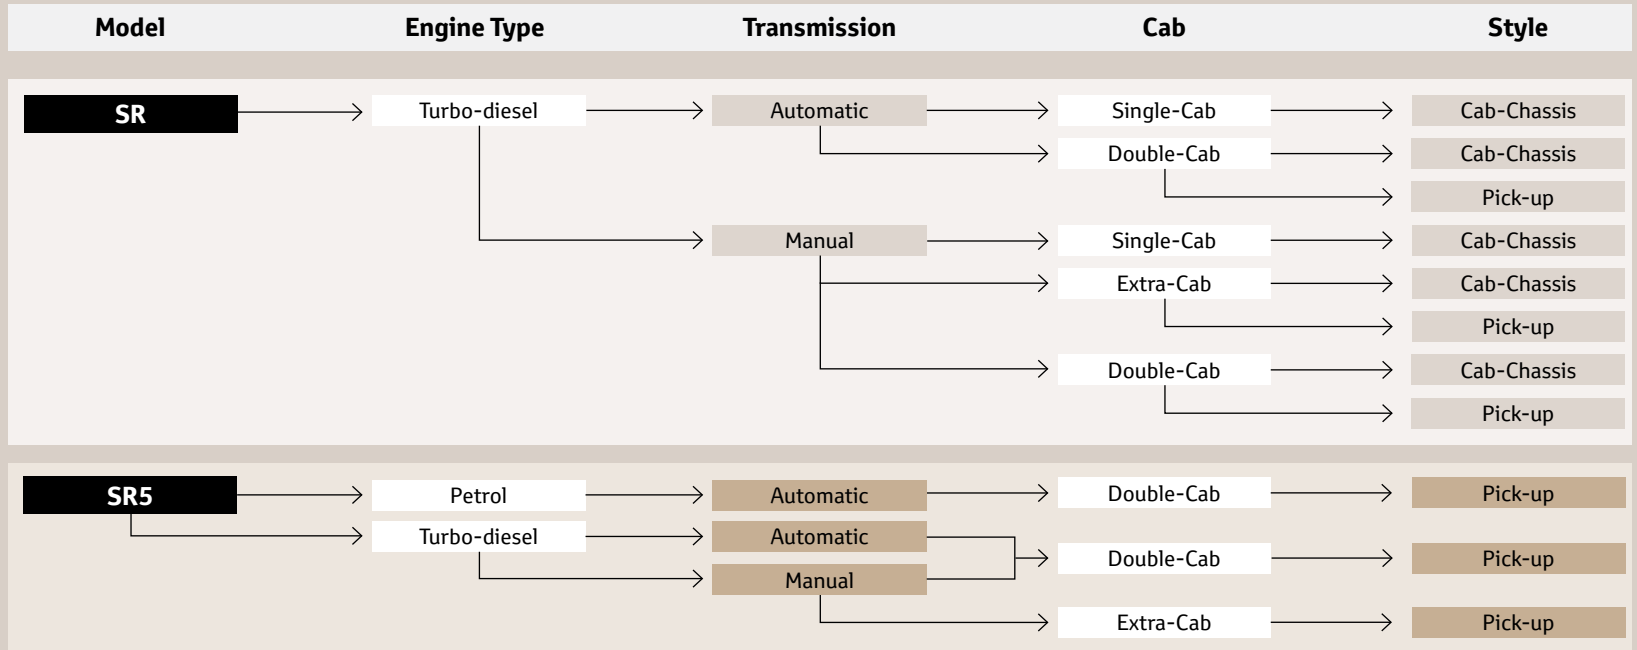 Model Engine Type Transmission Cab Style
SR Turbo-diesel Automatic Single-Cab Cab-Chassis
Double-Cab Cab-Chassis
Pick-up
Manual Single-Cab Cab-Chassis
Extra-Cab Cab-Chassis
Pick-up
Double-Cab Cab-Chassis
Pick-up
SR5 Petrol Automatic Double-Cab Pick-up
Turbo-diesel Automatic
Double-Cab Pick-up
Manual
Extra-Cab Pick-up